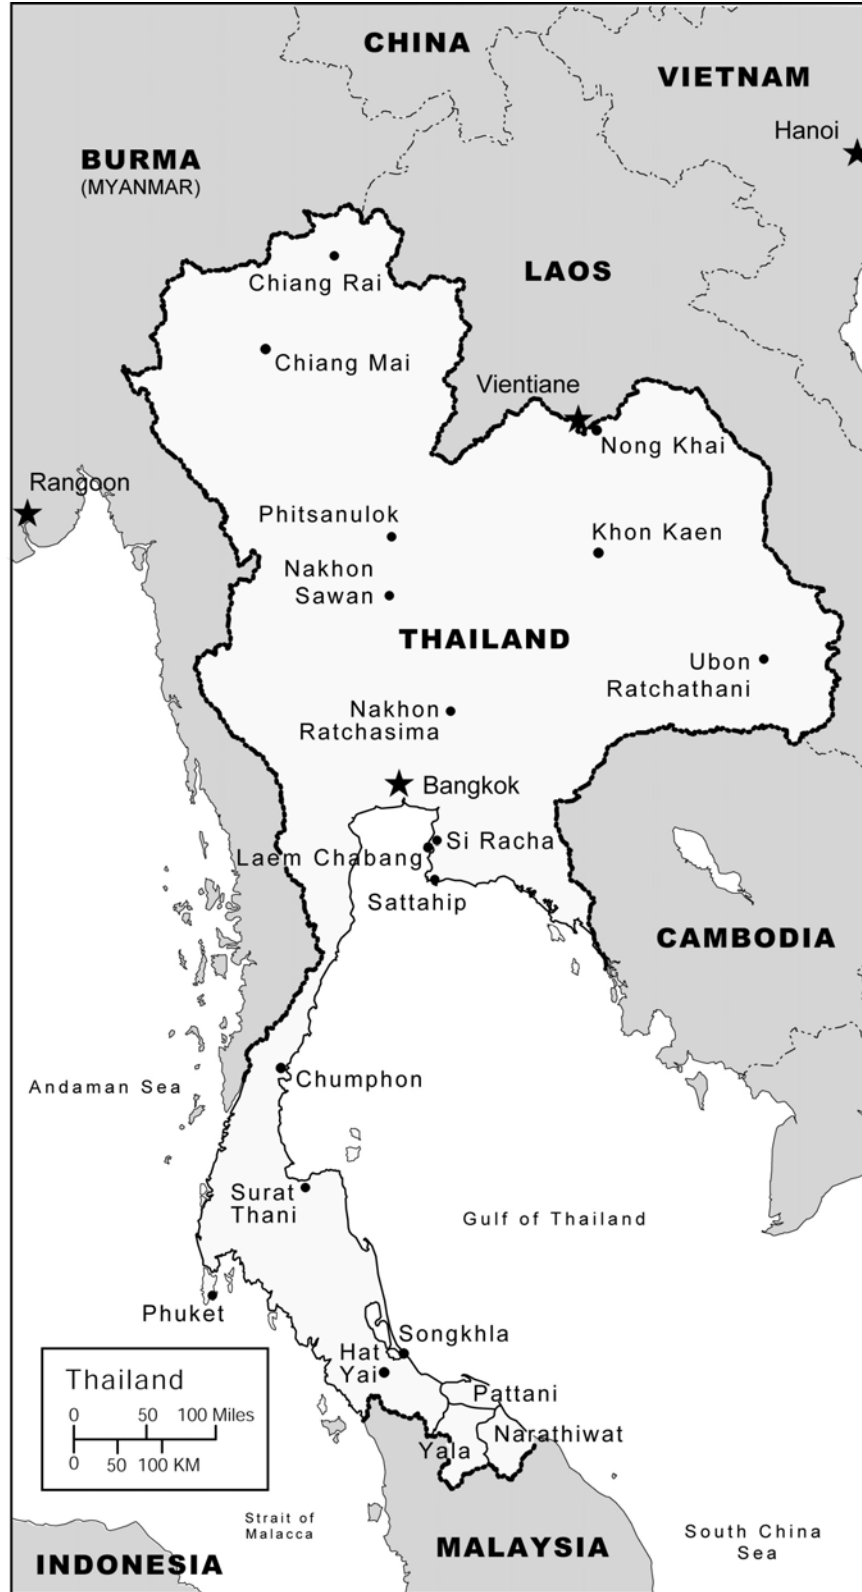 CHINA
VIETNAM
Hanoi
BURMA
(MYANMAR)
LAOS
Chiang Rai
Chiang Mai
Vientiane
Nong Khai
Rangoon
Phitsanulok
Khon Kaen
Nakhon
Sawan
THAILAND
Ubon
Ratchathani
Nakhon
Ratchasima
Bangkok
Si Racha
Laem Chabang
Sattahip
CAMBODIA
Chumphon
Andaman Sea
Surat
Thani
Gulf of Thailand
Phuket
Songkhla
Hat
Yai
Pattani
Narathiwat
Yala
Thailand
0 50 100 Miles
0 50 100 KM
Strait of
Malacca
South China
Sea
MALAYSIA
INDONESIA